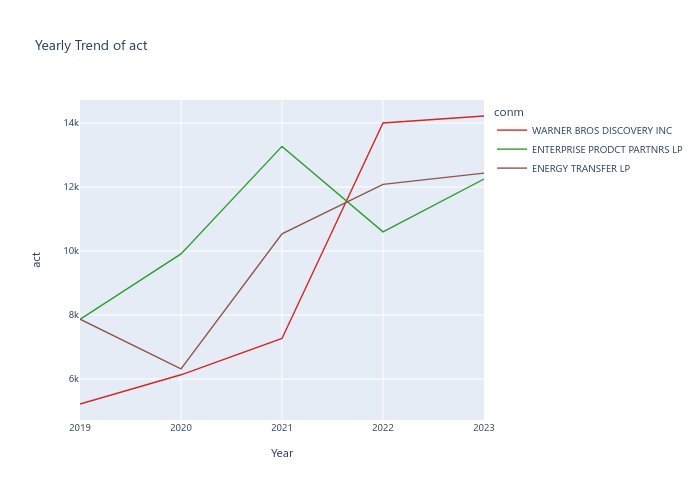 Yearly Trend of act
conm
WARNER BROS DISCOVERY INC
ENTERPRISE PRODCT PARTNRS LP
ENERGY TRANSFER LP
act
14k
12k
10k
8k
6k
2019 2020 2021 2022 2023
Year